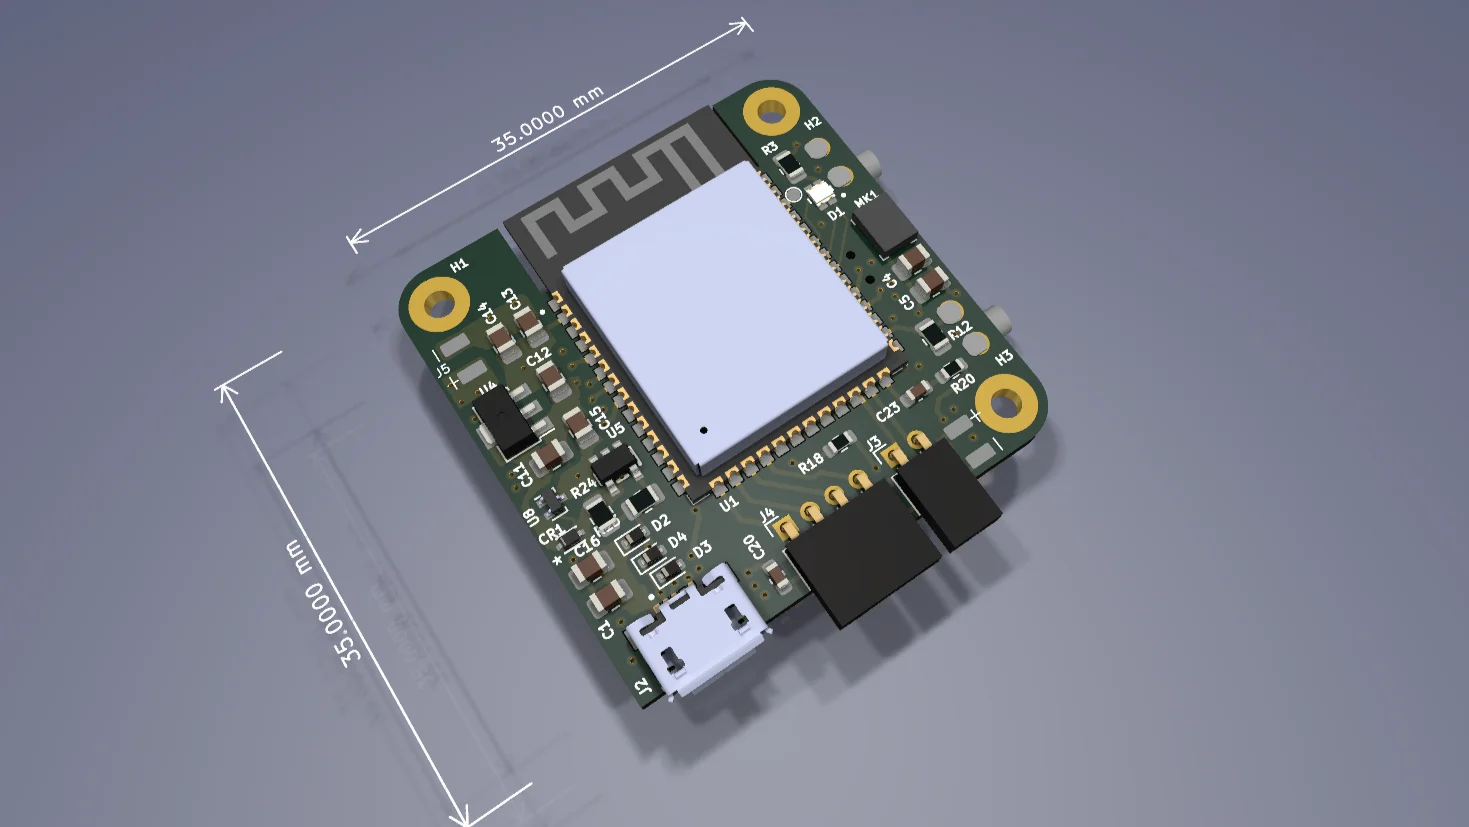 35.0000 mm
H2
R3
D1
MK1
H1
C4
C5
C14
C13
R12
H3
C12
J5
+
U4
R20
C15
U5
C23
+
C11
R18
J3
R24
U8
U1
J4
D2
CR1
C16
D4
D3
C20
*
35.0000 mm
C1
J2